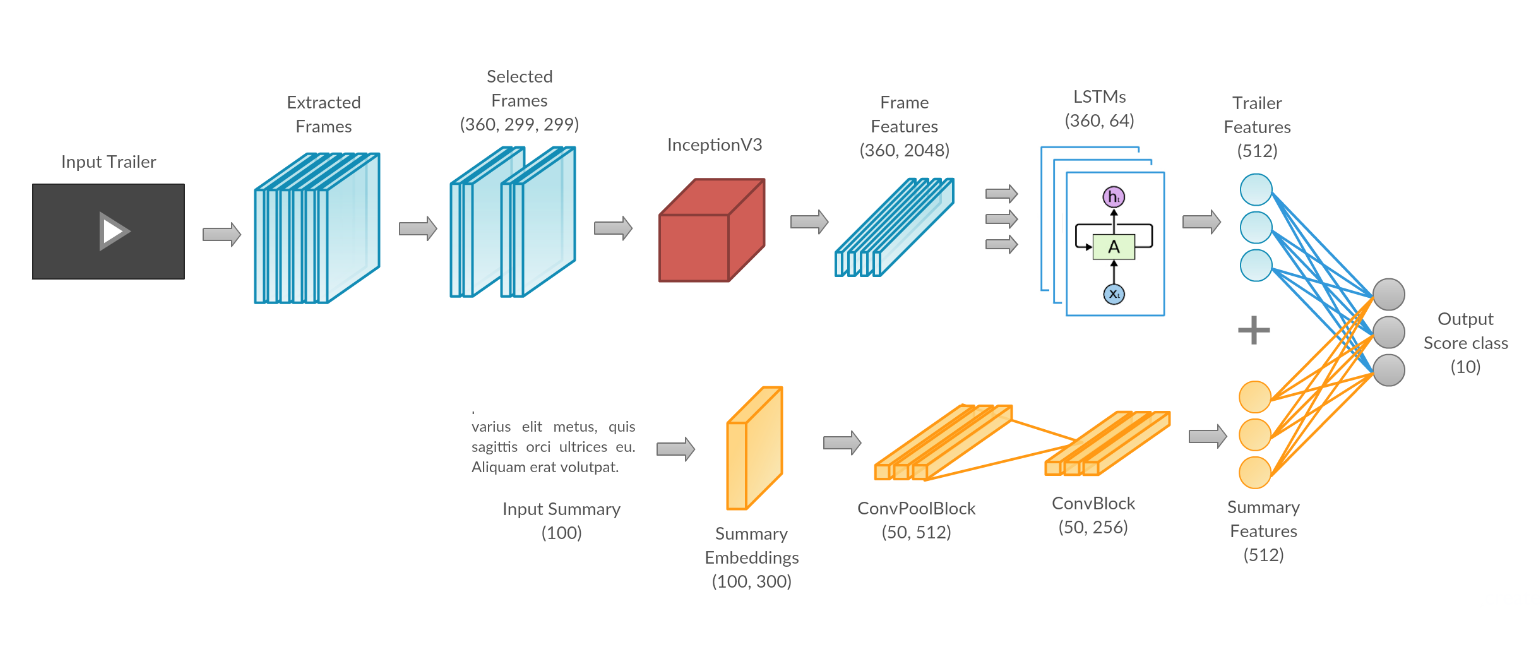 Input Trailer
Extracted
Frames
Selected
Frames
(360, 299, 299)
InceptionV3
Frame
Features
(360, 2048)
LSTMs
(360, 64)
hₜ
A
Xₜ
Trailer
Features
(512)
+
Output
Score class
(10)
varius elit metus, quis
sagittis orci ultrices eu.
Aliquam erat volutpat.
Input Summary
(100)
Summary
Embeddings
(100, 300)
ConvPoolBlock
(50, 512)
ConvBlock
(50, 256)
Summary
Features
(512)